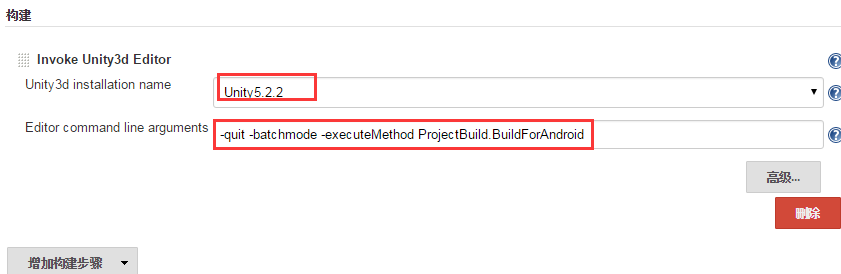 构建
Invoke Unity3d Editor
Unity3d installation name
Unity5.2.2
Editor command line arguments
-quit -batchmode -executeMethod ProjectBuild.BuildForAndroid
高级...
删除
增加构建步骤